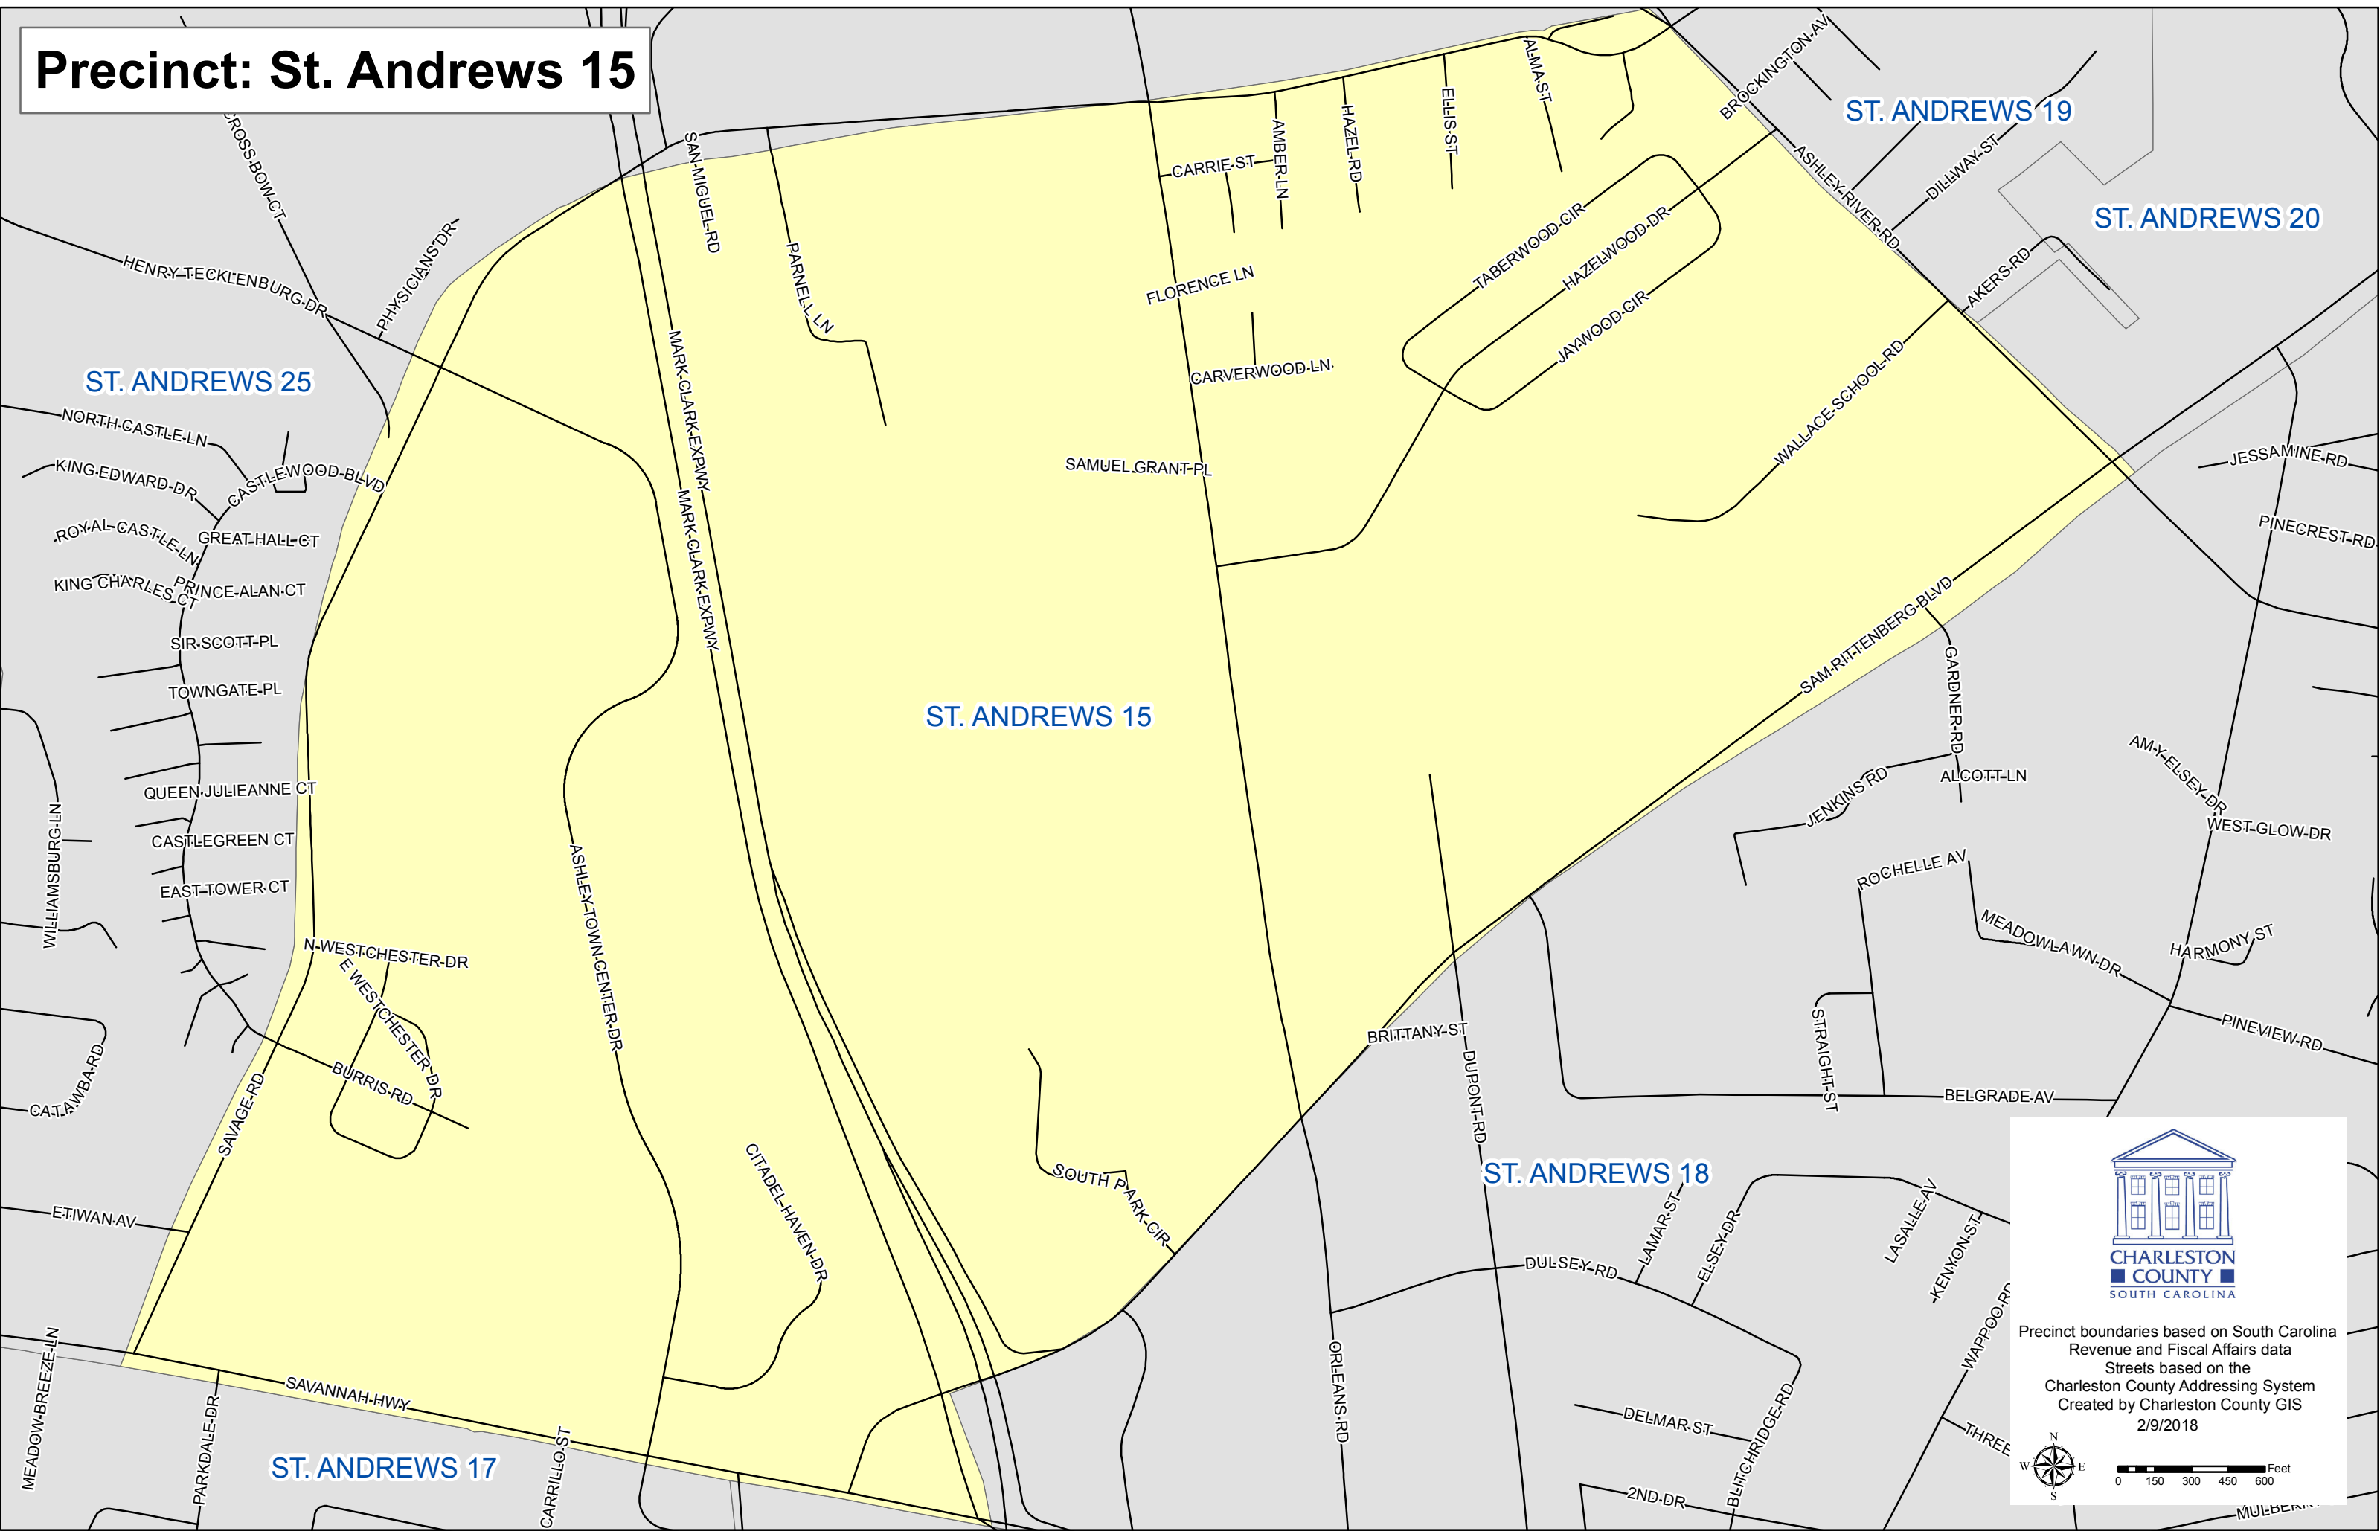 Precinct: St. Andrews 15
BROCKINGTON AV
ST. ANDREWS 19
ALMA ST
ELLIS ST
HAZEL RD
AMBER LN
CARRIE ST
SAN MIGUEL RD
CROSS BOW CT
ASHLEY RIVER RD
DILLWAY ST
ST. ANDREWS 20
TABERWOOD CIR
HAZELWOOD DR
JAYWOOD CIR
AKERS RD
PHYSICIANS DR
HENRY TECKLENBURG DR
PARNELL LN
FLORENCE LN
MARK CLARK EXPWY
CARVERWOOD LN
WALLACE SCHOOL RD
ST. ANDREWS 25
NORTH CASTLE LN
KING EDWARD DR
CASTLEWOOD BLVD
SAMUEL GRANT PL
JESSAMINE RD
ROYAL CASTLE LN
GREAT HALL CT
MARK CLARK EXPWY
PINECREST RD
KING CHARLES CT
PRINCE ALAN CT
SIR SCOTT PL
TOWNGATE PL
SAM RITTENBERG BLVD
GARDNER RD
ST. ANDREWS 15
AMY ELSEY DR
ALCOTT LN
JENKINS RD
WEST GLOW DR
QUEEN JULIEANNE CT
CASTLEGREEN CT
EAST TOWER CT
WILLIAMSBURG LN
ROCHELLE AV
MEADOWLAWN DR
HARMONY ST
N WESTCHESTER DR
E WESTCHESTER DR
ASHLEY TOWN CENTER DR
BRITTANY ST
DUPONT RD
STRAIGHT ST
PINEVIEW RD
BELGRADE AV
CATAWBA RD
BURRIS RD
SAVAGE RD
CITADEL HAVEN DR
SOUTH PARK CIR
ST. ANDREWS 18
ETIWAN AV
LAMAR ST
ELSEY DR
LASALLE AV
KENYON ST
DULSEY RD
WAPPOO RD
ORLEANS RD
MEADOW BREEZE LN
SAVANNAH HWY
PARKDALE DR
CARRILLO ST
ST. ANDREWS 17
DELMAR ST
BLITCHRIDGE RD
THREE
2ND DR
MULBERRY
CHARLESTON
COUNTY
SOUTH CAROLINA
Precinct boundaries based on South Carolina
Revenue and Fiscal Affairs data
Streets based on the
Charleston County Addressing System
Created by Charleston County GIS
2/9/2018
N
W E
S
Feet
0 150 300 450 600